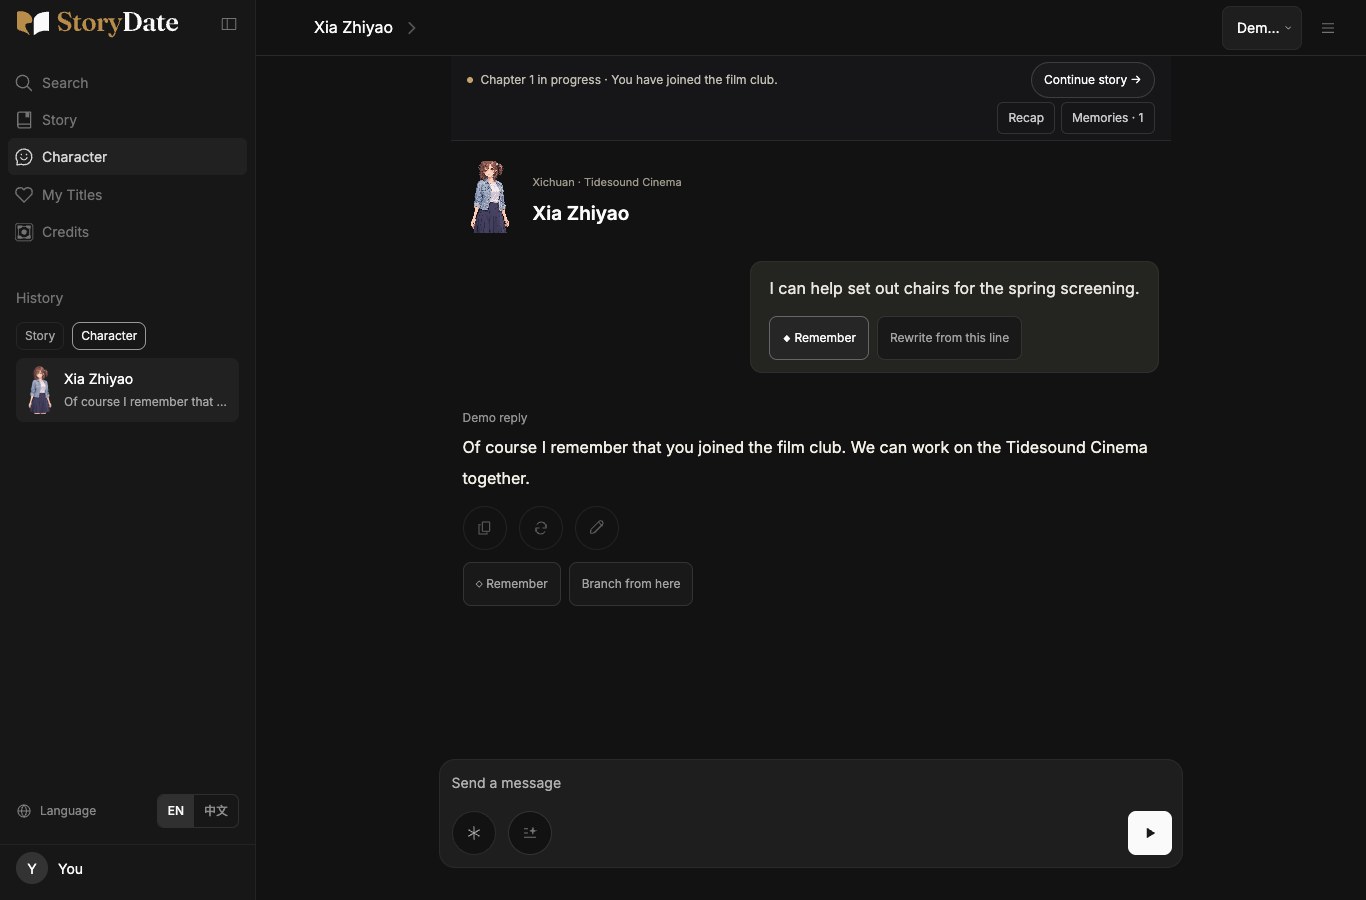 StoryDate
Search
Story
Character
My Titles
Credits
History
Story
Character
Xia Zhiyao
Of course I remember that ...
Language
EN
中文
Y
You
Xia Zhiyao
Dem...
Chapter 1 in progress · You have joined the film club.
Continue story →
Recap
Memories · 1
Xichuan · Tidesound Cinema
Xia Zhiyao
I can help set out chairs for the spring screening.
◆ Remember
Rewrite from this line
Demo reply
Of course I remember that you joined the film club. We can work on the Tidesound Cinema
together.
◇ Remember
Branch from here
Send a message